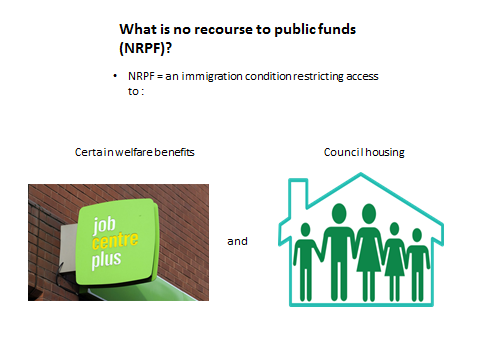 What is no recourse to public funds
(NRPF)?
• NRPF = an immigration condition restricting access
to :
Certain welfare benefits
Council housing
job
centre
plus
and